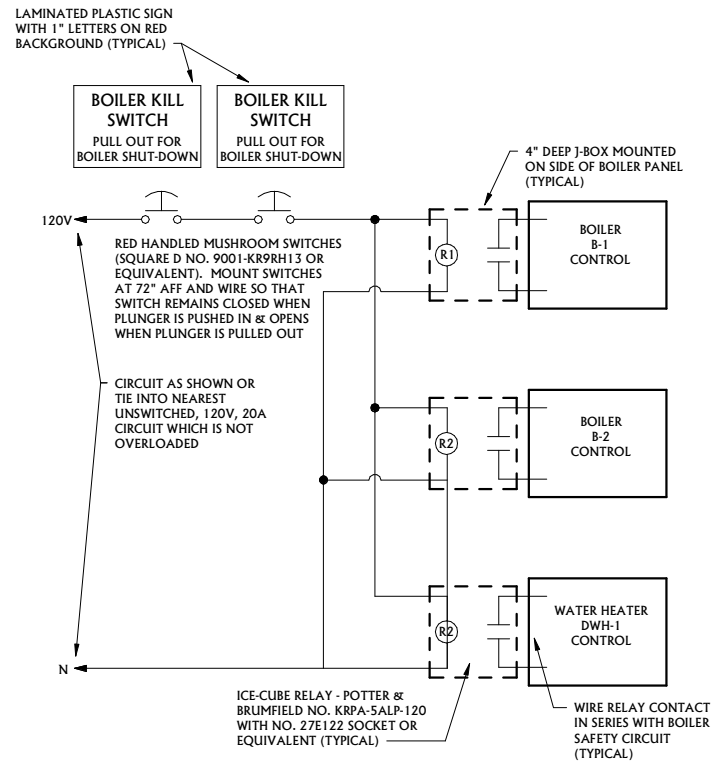 LAMINATED PLASTIC SIGN
WITH 1" LETTERS ON RED
BACKGROUND (TYPICAL)
BOILER KILL
SWITCH
PULL OUT FOR
BOILER SHUT-DOWN
BOILER KILL
SWITCH
PULL OUT FOR
BOILER SHUT-DOWN
4" DEEP J-BOX MOUNTED
ON SIDE OF BOILER PANEL
(TYPICAL)
120V
RED HANDLED MUSHROOM SWITCHES
(SQUARE D NO. 9001-KR9RH13 OR
EQUIVALENT). MOUNT SWITCHES
AT 72" AFF AND WIRE SO THAT
SWITCH REMAINS CLOSED WHEN
PLUNGER IS PUSHED IN & OPENS
WHEN PLUNGER IS PULLED OUT
R1
BOILER
B-1
CONTROL
CIRCUIT AS SHOWN OR
TIE INTO NEAREST
UNSWITCHED, 120V, 20A
CIRCUIT WHICH IS NOT
OVERLOADED
R2
BOILER
B-2
CONTROL
R2
WATER HEATER
DWH-1
CONTROL
N
ICE-CUBE RELAY - POTTER &
BRUMFIELD NO. KRPA-5ALP-120
WITH NO. 27E122 SOCKET OR
EQUIVALENT (TYPICAL)
WIRE RELAY CONTACT
IN SERIES WITH BOILER
SAFETY CIRCUIT
(TYPICAL)